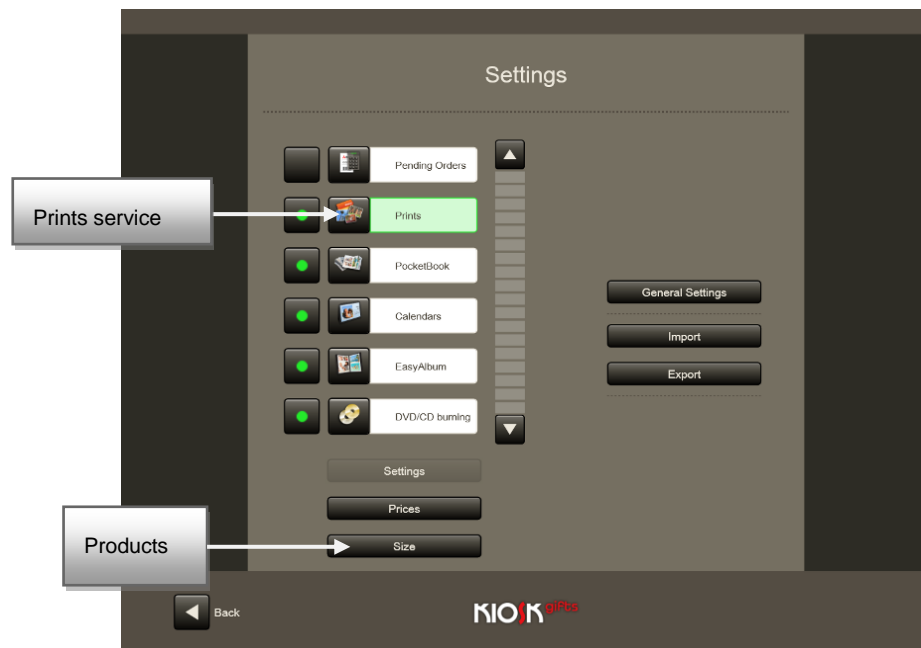 Settings
Pending Orders
Prints service
Prints
PocketBook
General Settings
Calendars
Import
EasyAlbum
Export
DVD/CD burning
Settings
Prices
Products
Size
Back
KIOSK gifts